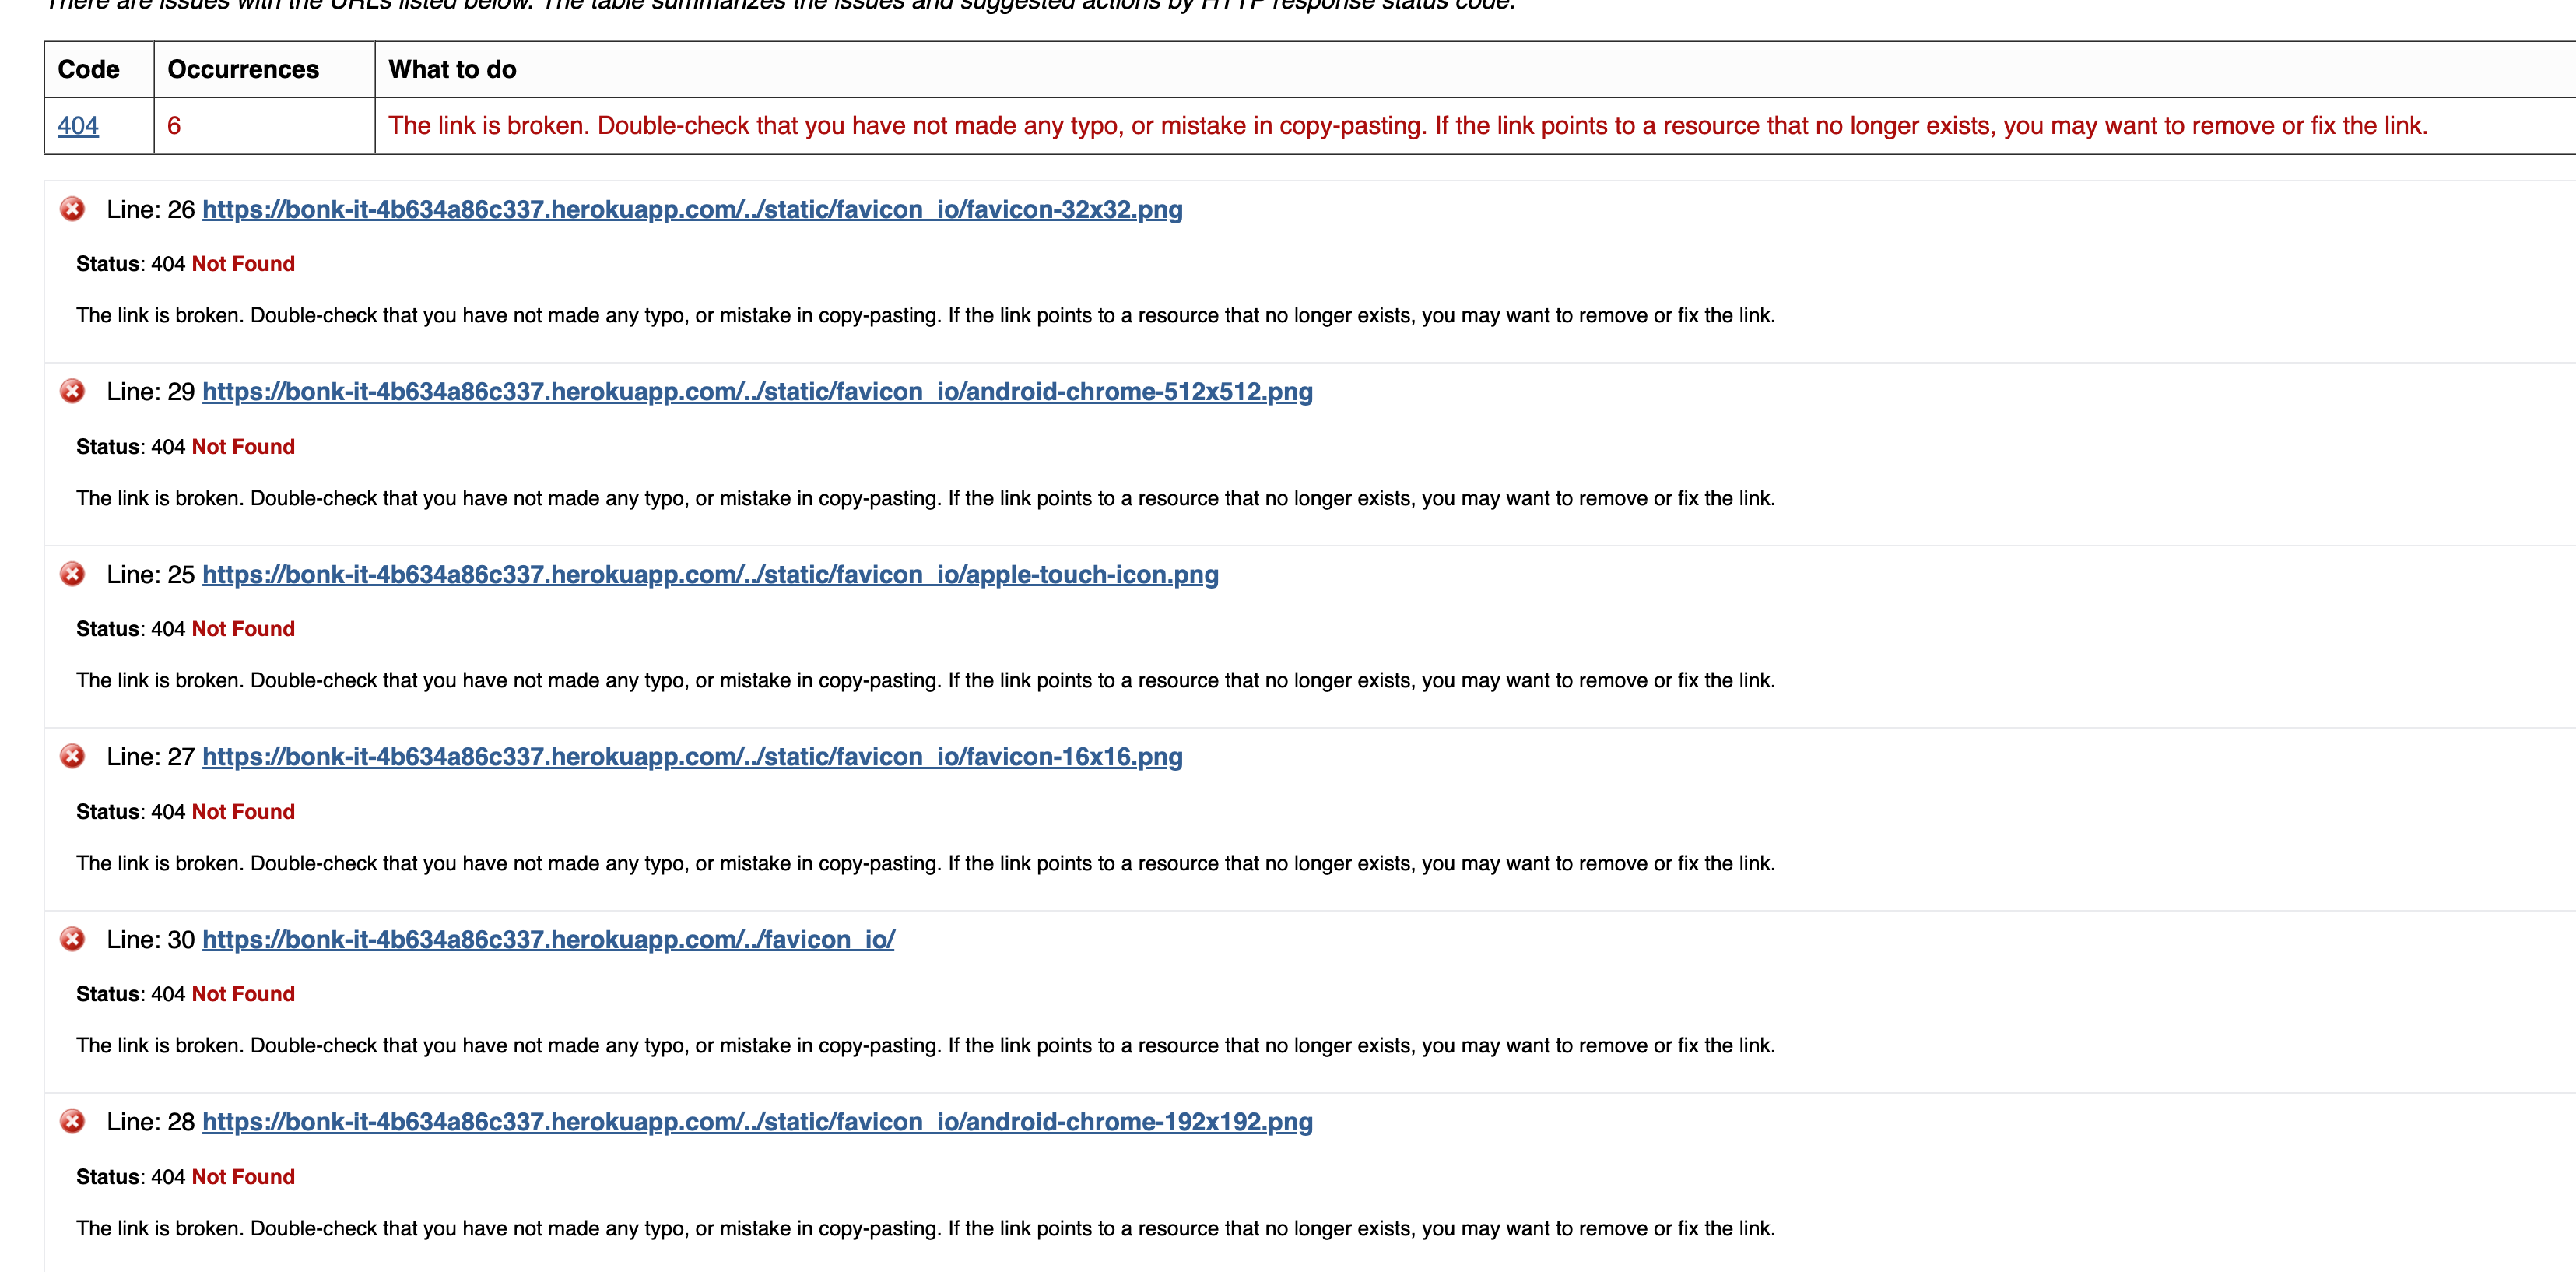 There are issues with the URLs listed below. The table summarizes the issues and suggested actions by HTTP response status code.
Code Occurrences What to do
404 6 The link is broken. Double-check that you have not made any typo, or mistake in copy-pasting. If the link points to a resource that no longer exists, you may want to remove or fix the link.
Line: 26 https://bonk-it-4b634a86c337.herokuapp.com/../static/favicon_io/favicon-32x32.png
Status: 404 Not Found
The link is broken. Double-check that you have not made any typo, or mistake in copy-pasting. If the link points to a resource that no longer exists, you may want to remove or fix the link.
Line: 29 https://bonk-it-4b634a86c337.herokuapp.com/../static/favicon_io/android-chrome-512x512.png
Status: 404 Not Found
The link is broken. Double-check that you have not made any typo, or mistake in copy-pasting. If the link points to a resource that no longer exists, you may want to remove or fix the link.
Line: 25 https://bonk-it-4b634a86c337.herokuapp.com/../static/favicon_io/apple-touch-icon.png
Status: 404 Not Found
The link is broken. Double-check that you have not made any typo, or mistake in copy-pasting. If the link points to a resource that no longer exists, you may want to remove or fix the link.
Line: 27 https://bonk-it-4b634a86c337.herokuapp.com/../static/favicon_io/favicon-16x16.png
Status: 404 Not Found
The link is broken. Double-check that you have not made any typo, or mistake in copy-pasting. If the link points to a resource that no longer exists, you may want to remove or fix the link.
Line: 30 https://bonk-it-4b634a86c337.herokuapp.com/../favicon_io/
Status: 404 Not Found
The link is broken. Double-check that you have not made any typo, or mistake in copy-pasting. If the link points to a resource that no longer exists, you may want to remove or fix the link.
Line: 28 https://bonk-it-4b634a86c337.herokuapp.com/../static/favicon_io/android-chrome-192x192.png
Status: 404 Not Found
The link is broken. Double-check that you have not made any typo, or mistake in copy-pasting. If the link points to a resource that no longer exists, you may want to remove or fix the link.